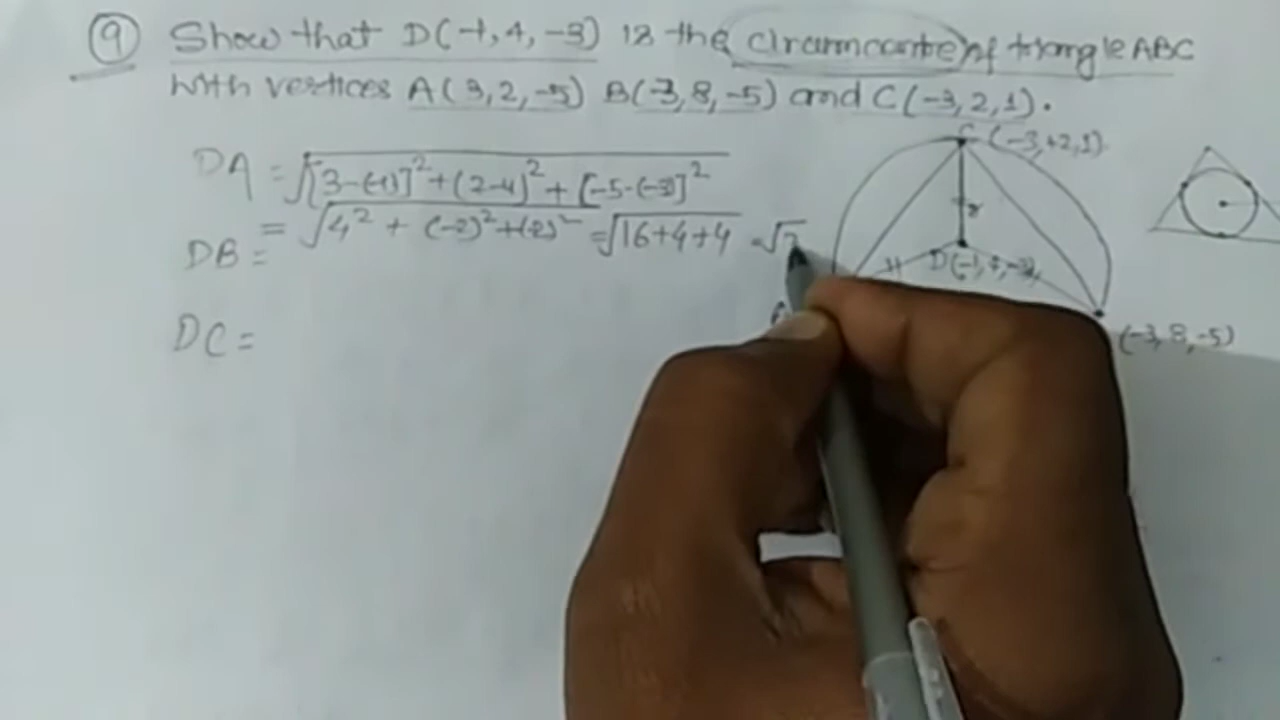 ⑨ Show that D(-1, 4, -3) is the circumcentre of triangle ABC
with vertices A(3, 2, -5) B(-3, 8, -5) and C(-3, 2, 1).
C (-3, +2, 1)
DA = √[3-(-1)]²+(2-4)²+[-5-(-3)]²
= √4² + (-2)²+(-2)² = √16+4+4 = √2
DB =
D(-1, 4, -3)
DC =
(-3, 8, -5)